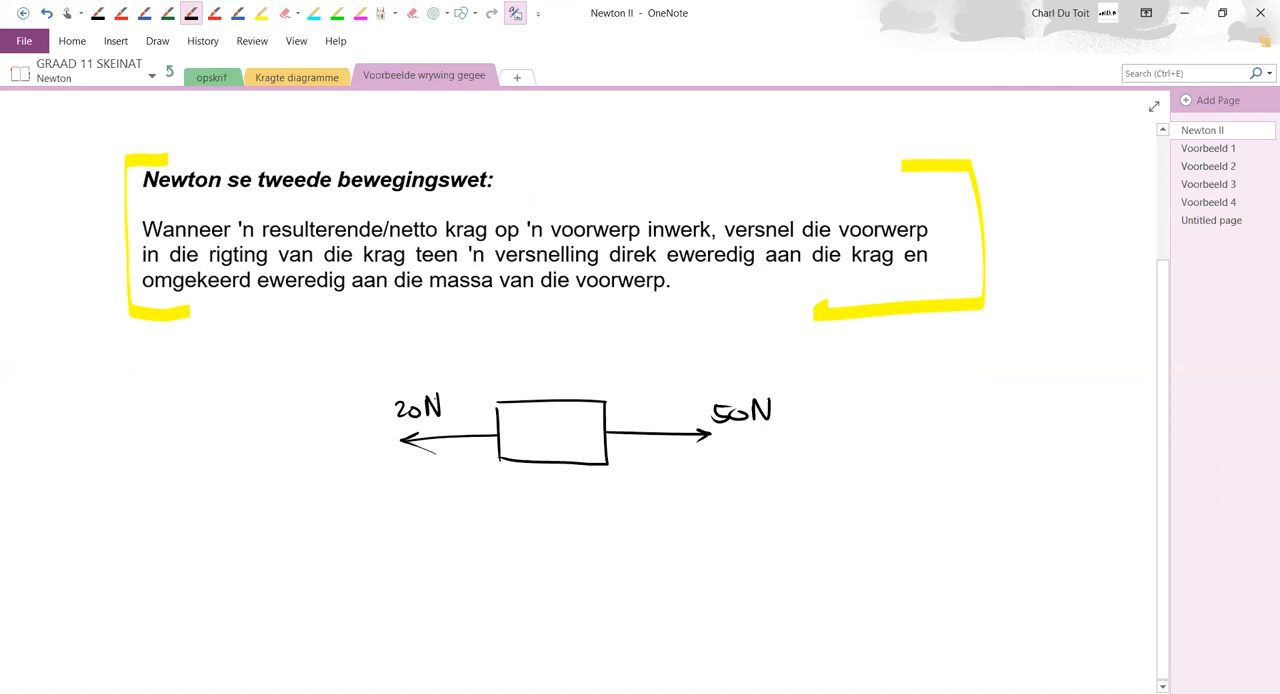 Newton II - OneNote
Charl Du Toit
File Home Insert Draw History Review View Help
GRAAD 11 SKEINAT
Newton
opskrif
Kragte diagramme
Voorbeelde wrywing gegee
Search (Ctrl+E)
Add Page
Newton II
Voorbeeld 1
Voorbeeld 2
Voorbeeld 3
Voorbeeld 4
Untitled page
Newton se tweede bewegingswet:
Wanneer 'n resulterende/netto krag op 'n voorwerp inwerk, versnel die voorwerp
in die rigting van die krag teen 'n versnelling direk eweredig aan die krag en
omgekeerd eweredig aan die massa van die voorwerp.
20N
50N